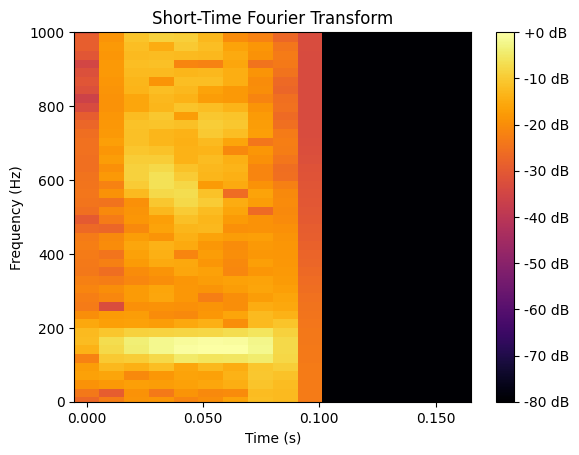 Short-Time Fourier Transform
1000
800
600
400
200
0
Frequency (Hz)
0.000
0.050
0.100
0.150
Time (s)
+0 dB
-10 dB
-20 dB
-30 dB
-40 dB
-50 dB
-60 dB
-70 dB
-80 dB